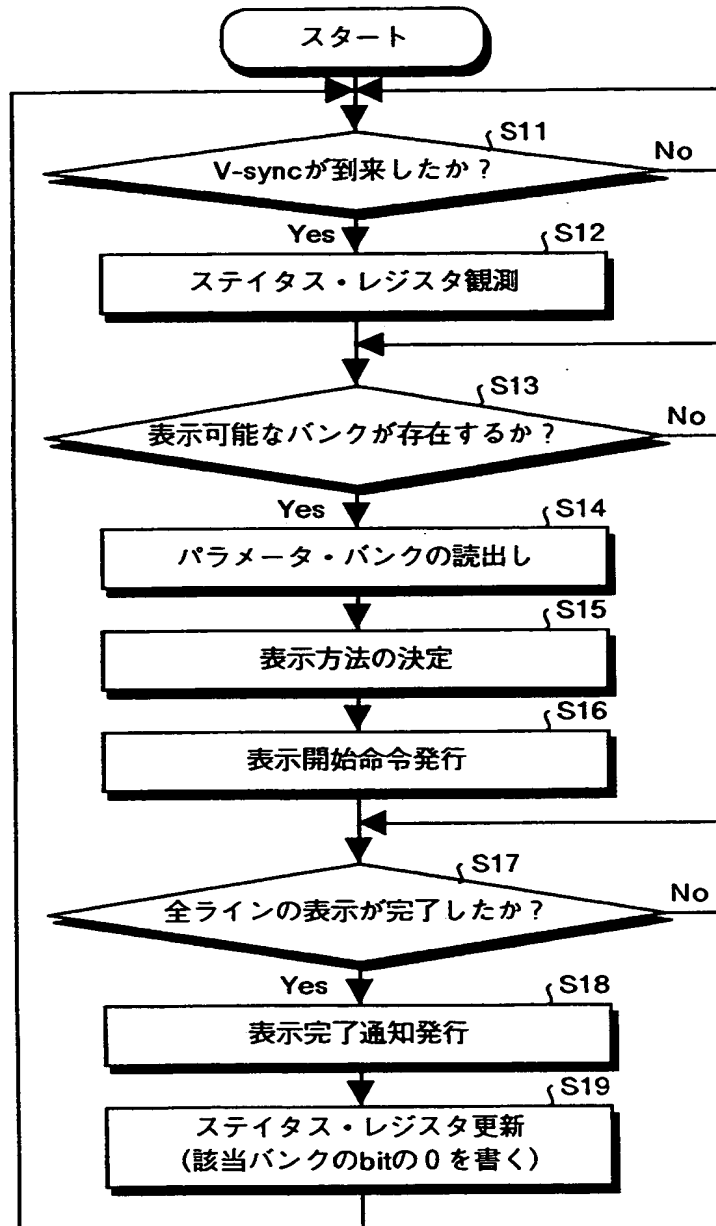 スタート
S11
V-syncが到来したか？
No
Yes
S12
ステイタス・レジスタ観測
S13
表示可能なバンクが存在するか？
No
Yes
S14
パラメータ・バンクの読出し
S15
表示方法の決定
S16
表示開始命令発行
S17
全ラインの表示が完了したか？
No
Yes
S18
表示完了通知発行
S19
ステイタス・レジスタ更新
(該当バンクのbitの０を書く)